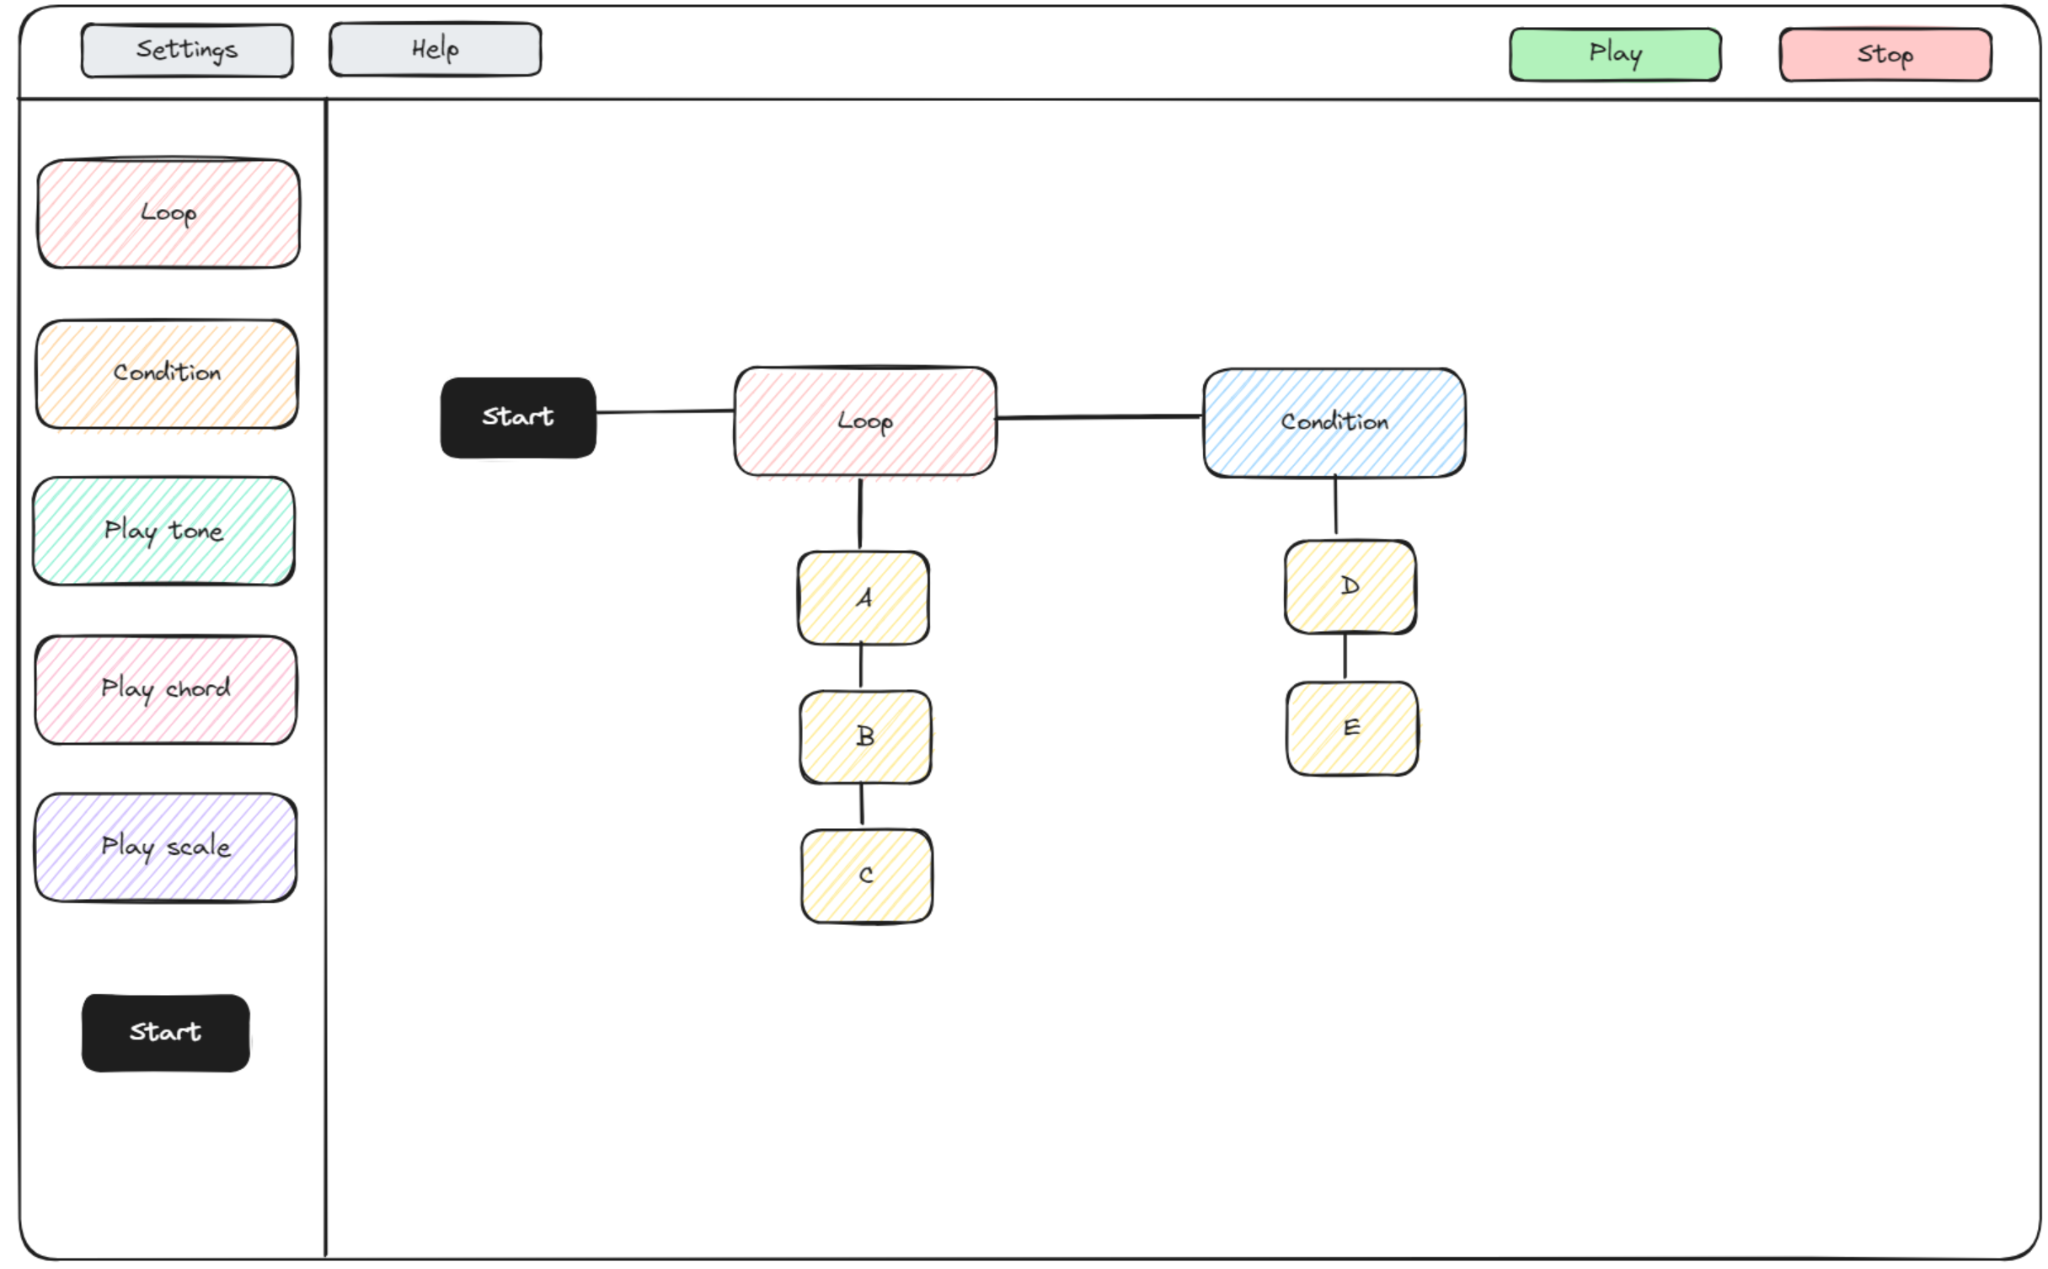 Settings
Help
Play
Stop
Loop
Condition
Play tone
Play chord
Play scale
Start
Start
Loop
Condition
A
B
C
D
E